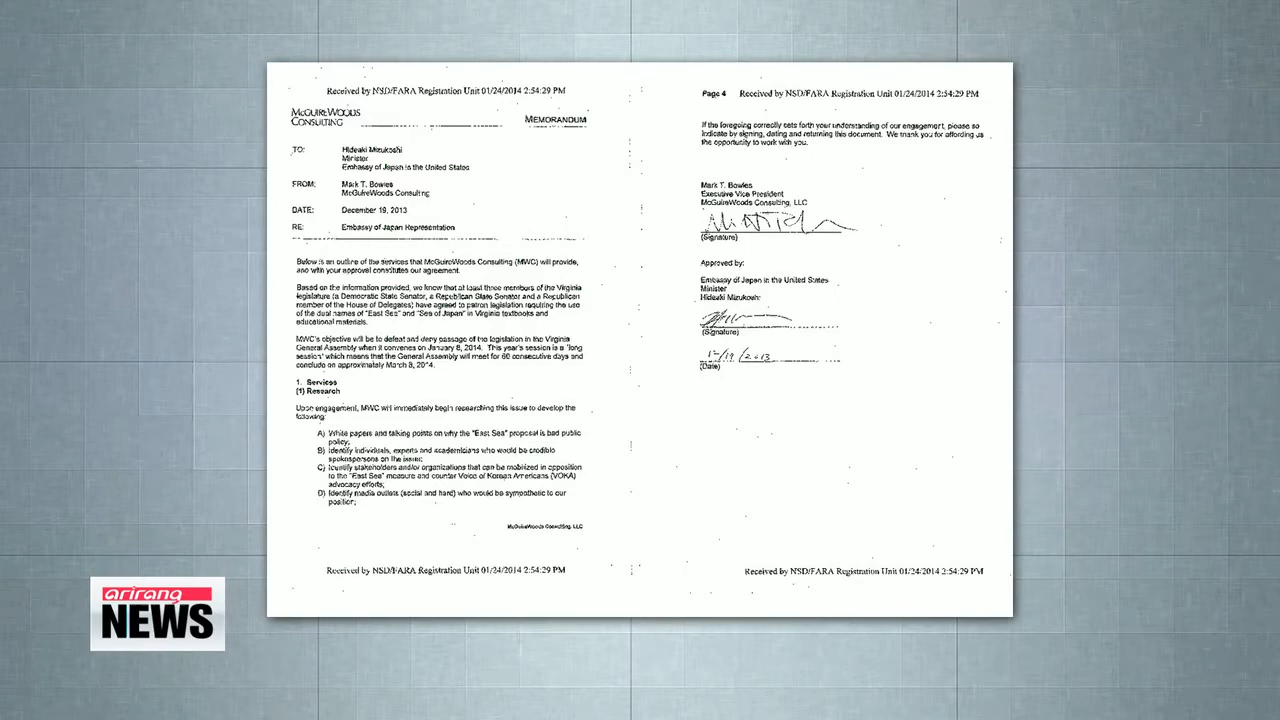 Received by NSD/FARA Registration Unit 01/24/2014 2:54:29 PM
McGuireWoods
Consulting
Memorandum
TO: Hideaki Mizukoshi
Minister
Embassy of Japan in the United States
FROM: Mark T. Bowles
McGuireWoods Consulting
DATE: December 19, 2013
RE: Embassy of Japan Representation
Below is an outline of the services that McGuireWoods Consulting (MWC) will provide,
and with your approval constitutes our agreement.
Based on the information provided, we know that at least three members of the Virginia
legislature (a Democratic State Senator, a Republican State Senator and a Republican
member of the House of Delegates) have agreed to patron legislation requiring the use
of the dual names of "East Sea" and "Sea of Japan" in Virginia textbooks and
educational materials.
MWC's objective will be to defeat and deny passage of the legislation in the Virginia
General Assembly when it convenes on January 8, 2014. This year's session is a 'long
session' which means that the General Assembly will meet for 60 consecutive days and
conclude on approximately March 8, 2014.
1. Services
(1) Research
Upon engagement, MWC will immediately begin researching this issue to develop the
following:
A) White papers and talking points on why the "East Sea" proposal is bad public
policy;
B) Identify individuals, experts and academicians who would be credible
spokespersons on the issue;
C) Identify stakeholders and/or organizations that can be mobilized in opposition
to the "East Sea" measure and counter Voice of Korean Americans (VOKA)
advocacy efforts;
D) Identify media outlets (social and hard) who would be sympathetic to our
position;
McGuireWoods Consulting, LLC
Received by NSD/FARA Registration Unit 01/24/2014 2:54:29 PM
Page 4 Received by NSD/FARA Registration Unit 01/24/2014 2:54:29 PM
If the foregoing correctly sets forth your understanding of our engagement, please so
indicate by signing, dating and returning this document. We thank you for affording us
the opportunity to work with you.
Mark T. Bowles
Executive Vice President
McGuireWoods Consulting, LLC
(Signature)
Approved by:
Embassy of Japan in the United States
Minister
Hideaki Mizukoshi
(Signature)
12/19/2013
(Date)
Received by NSD/FARA Registration Unit 01/24/2014 2:54:29 PM
arirang
NEWS